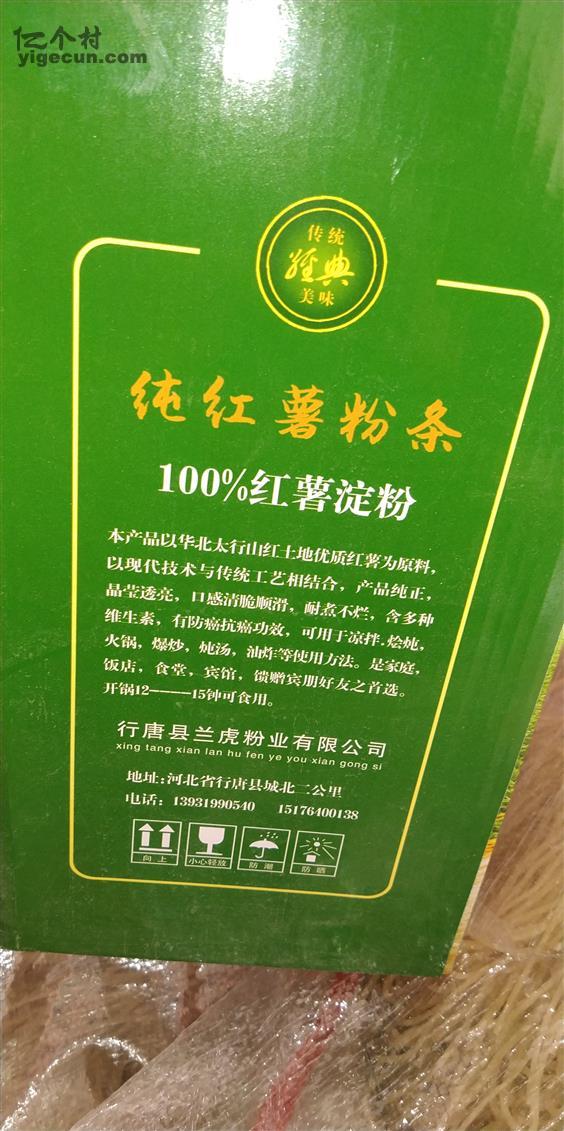 亿个村
yigecun.com
传统
经典
美味
纯红薯粉条
100%红薯淀粉
本产品以华北太行山红土地优质红薯为原料，
以现代技术与传统工艺相结合，产品纯正，
晶莹透亮，口感清脆顺滑，耐煮不烂，含多种
维生素，有防癌抗癌功效，可用于凉拌.烩炖，
火锅，爆炒，炖汤，油炸等使用方法。是家庭，
饭店，食堂，宾馆，馈赠宾朋好友之首选。
开锅12———15钟可食用。
行唐县兰虎粉业有限公司
xing tang xian lan hu fen ye you xian gong si
地址:河北省行唐县城北二公里
电话：13931990540 15176400138
向上 小心轻放 防潮 防晒